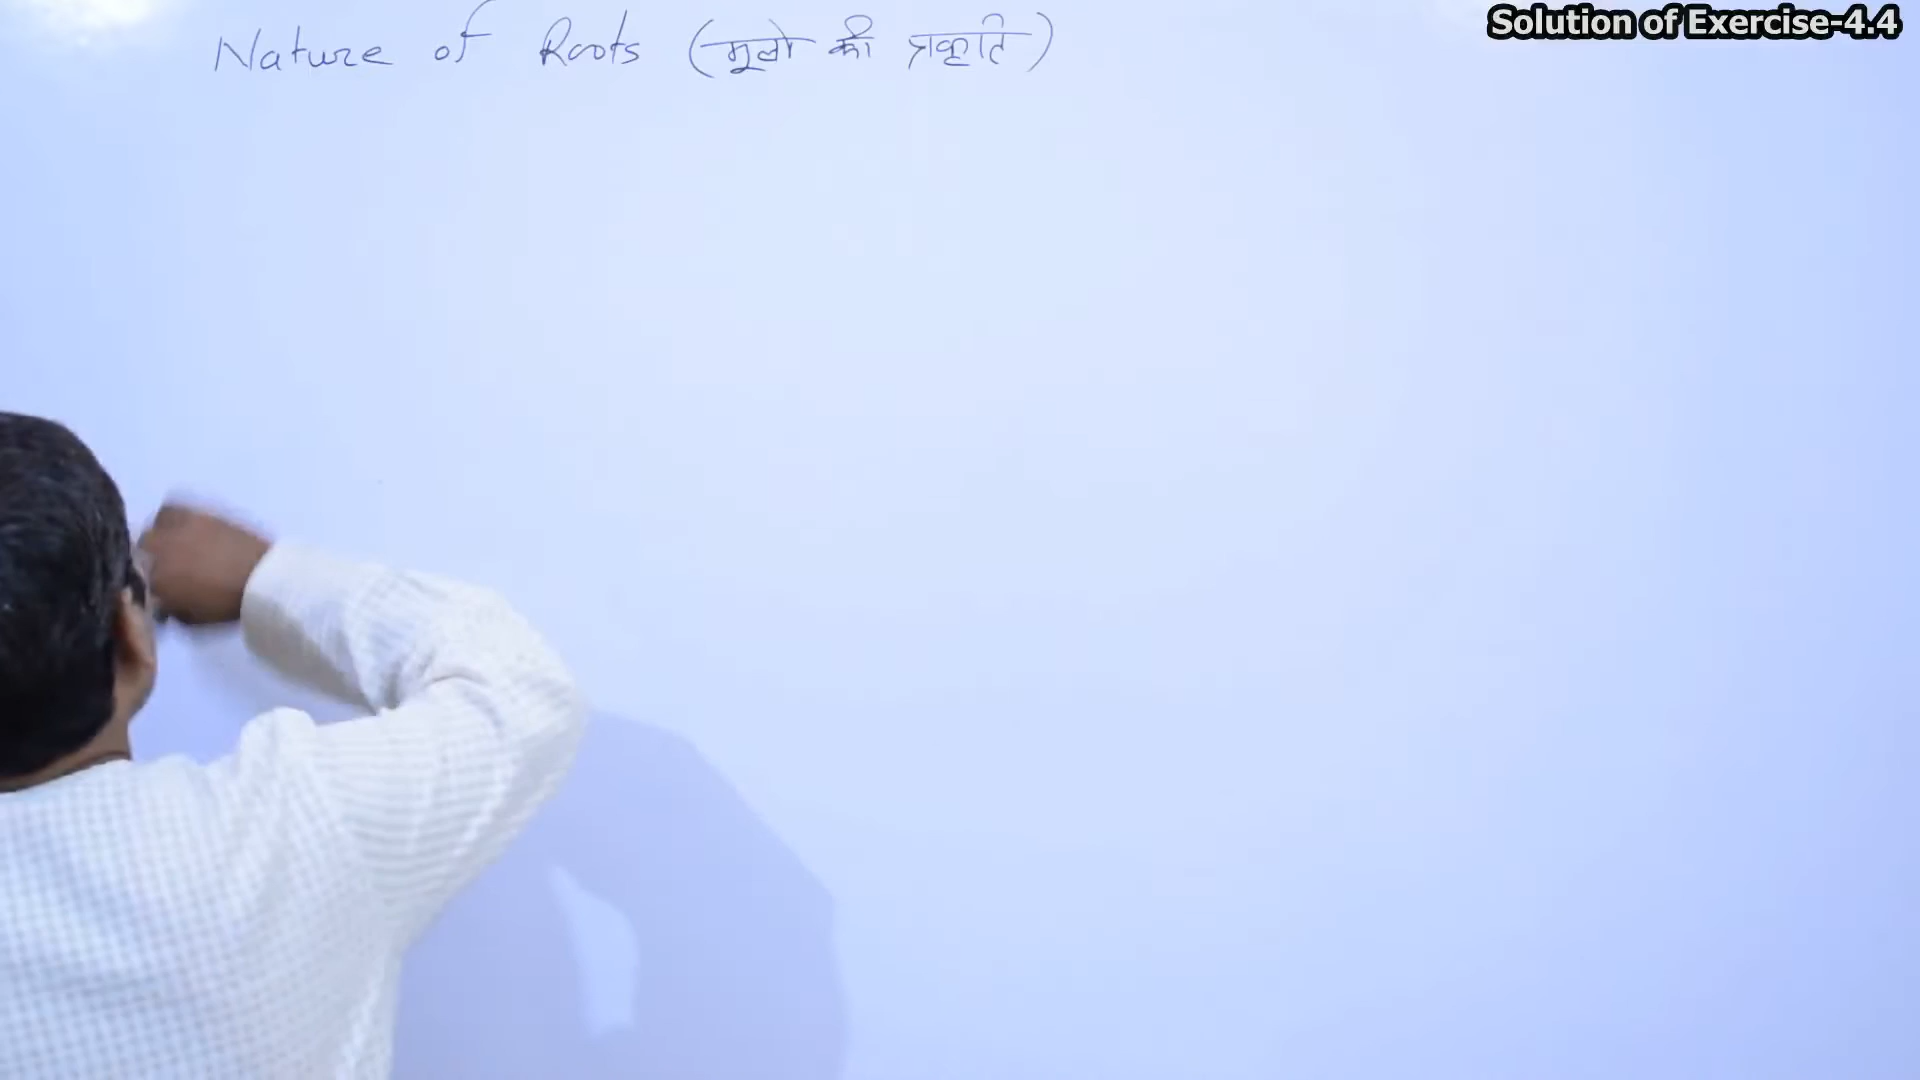 Nature of Roots (मूलो की प्रकृति)
Solution of Exercise-4.4